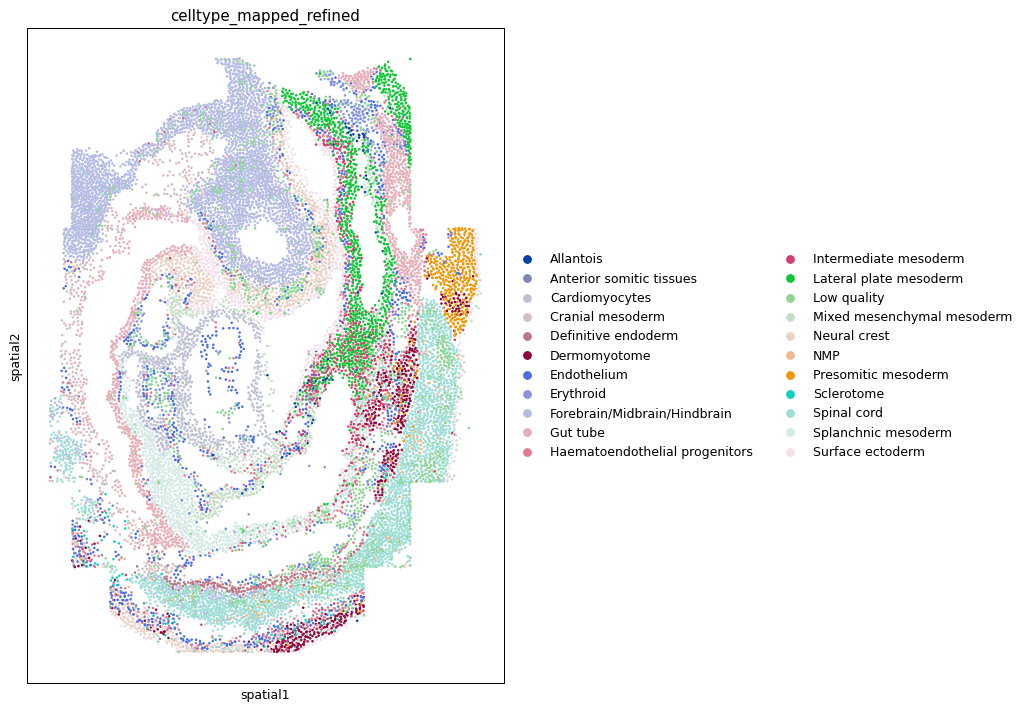 celltype_mapped_refined
spatial2
spatial1
Allantois
Anterior somitic tissues
Cardiomyocytes
Cranial mesoderm
Definitive endoderm
Dermomyotome
Endothelium
Erythroid
Forebrain/Midbrain/Hindbrain
Gut tube
Haematoendothelial progenitors
Intermediate mesoderm
Lateral plate mesoderm
Low quality
Mixed mesenchymal mesoderm
Neural crest
NMP
Presomitic mesoderm
Sclerotome
Spinal cord
Splanchnic mesoderm
Surface ectoderm